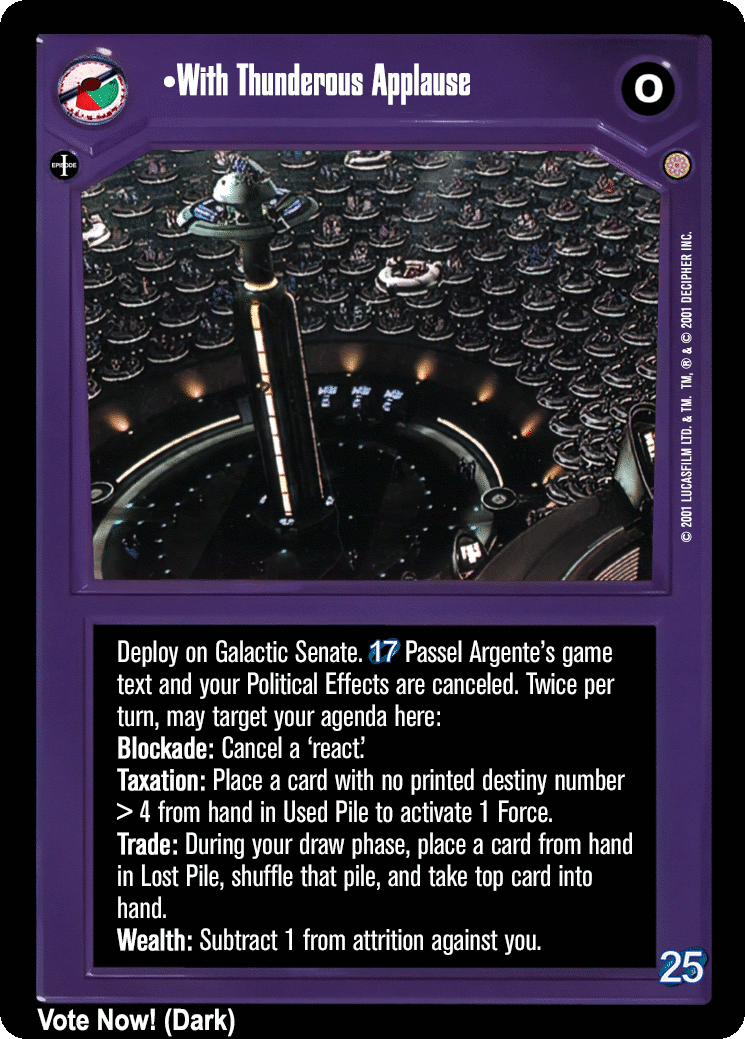 •With Thunderous Applause
O
EPISODE
I
© 2001 LUCASFILM LTD. & TM. TM, ® & © 2001 DECIPHER INC.
Deploy on Galactic Senate. 17 Passel Argente's game
text and your Political Effects are canceled. Twice per
turn, may target your agenda here:
Blockade: Cancel a 'react.'
Taxation: Place a card with no printed destiny number
> 4 from hand in Used Pile to activate 1 Force.
Trade: During your draw phase, place a card from hand
in Lost Pile, shuffle that pile, and take top card into
hand.
Wealth: Subtract 1 from attrition against you.
25
Vote Now! (Dark)